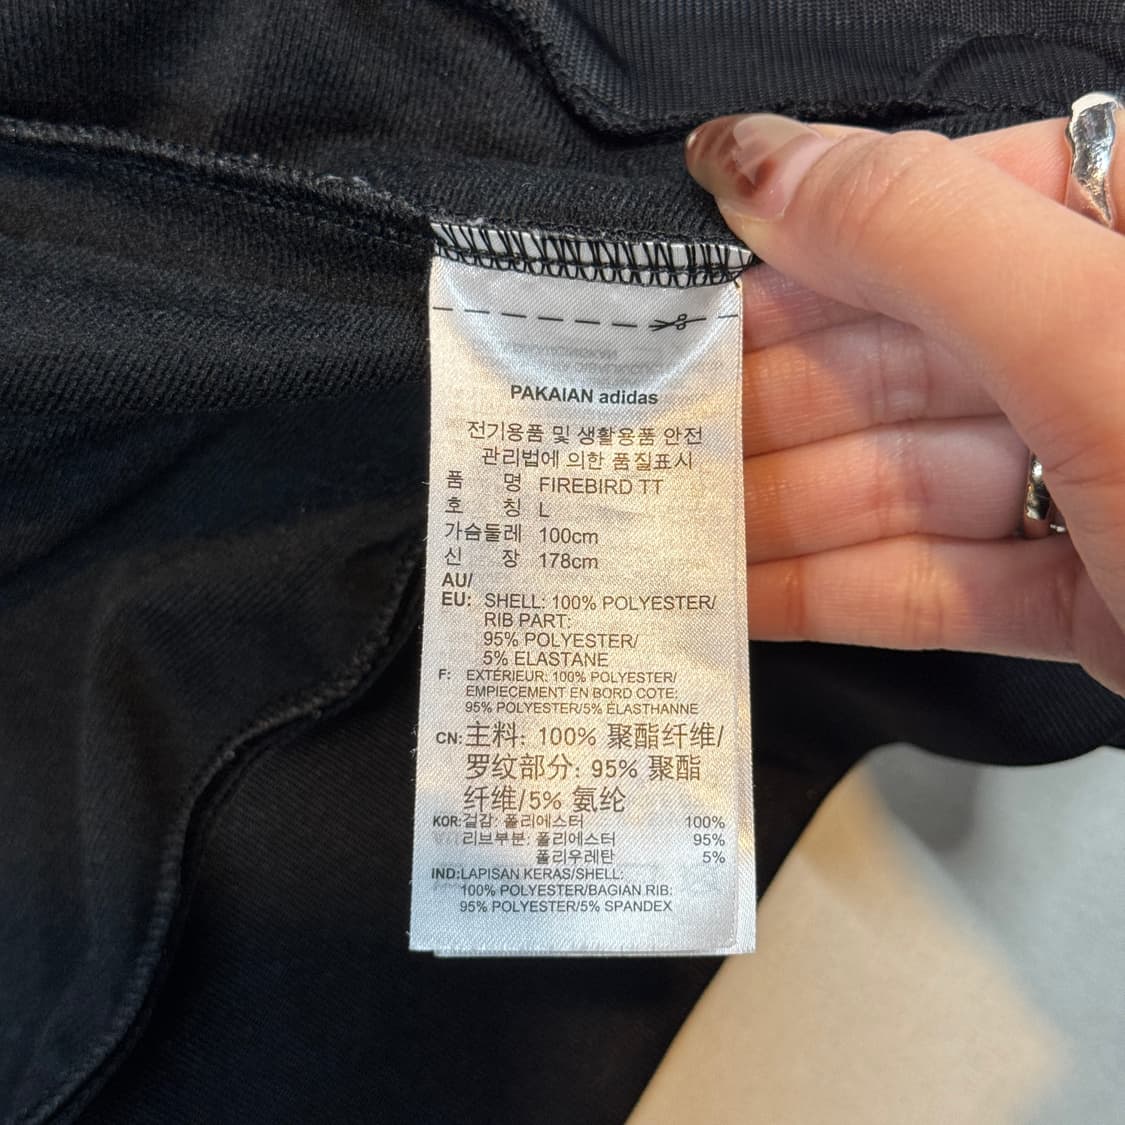 PAKAIAN adidas
전기용품 및 생활용품 안전
관리법에 의한 품질표시
품 명 FIREBIRD TT
호 칭 L
가슴둘레 100cm
신 장 178cm
AU/
EU: SHELL: 100% POLYESTER/
RIB PART:
95% POLYESTER/
5% ELASTANE
F: EXTÉRIEUR: 100% POLYESTER/
EMPIECEMENT EN BORD COTE:
95% POLYESTER/5% ÉLASTHANNE
CN:主料: 100% 聚酯纤维/
罗纹部分: 95% 聚酯
纤维/5% 氨纶
KOR:겉감: 폴리에스터 100%
리브부분: 폴리에스터 95%
폴리우레탄 5%
IND:LAPISAN KERAS/SHELL:
100% POLYESTER/BAGIAN RIB:
95% POLYESTER/5% SPANDEX